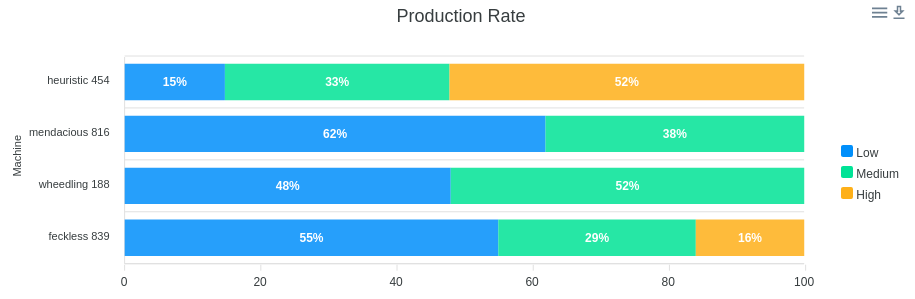 Production Rate
Machine
heuristic 454 15% 33% 52%
mendacious 816 62% 38%
wheedling 188 48% 52%
feckless 839 55% 29% 16%
0 20 40 60 80 100
Low
Medium
High